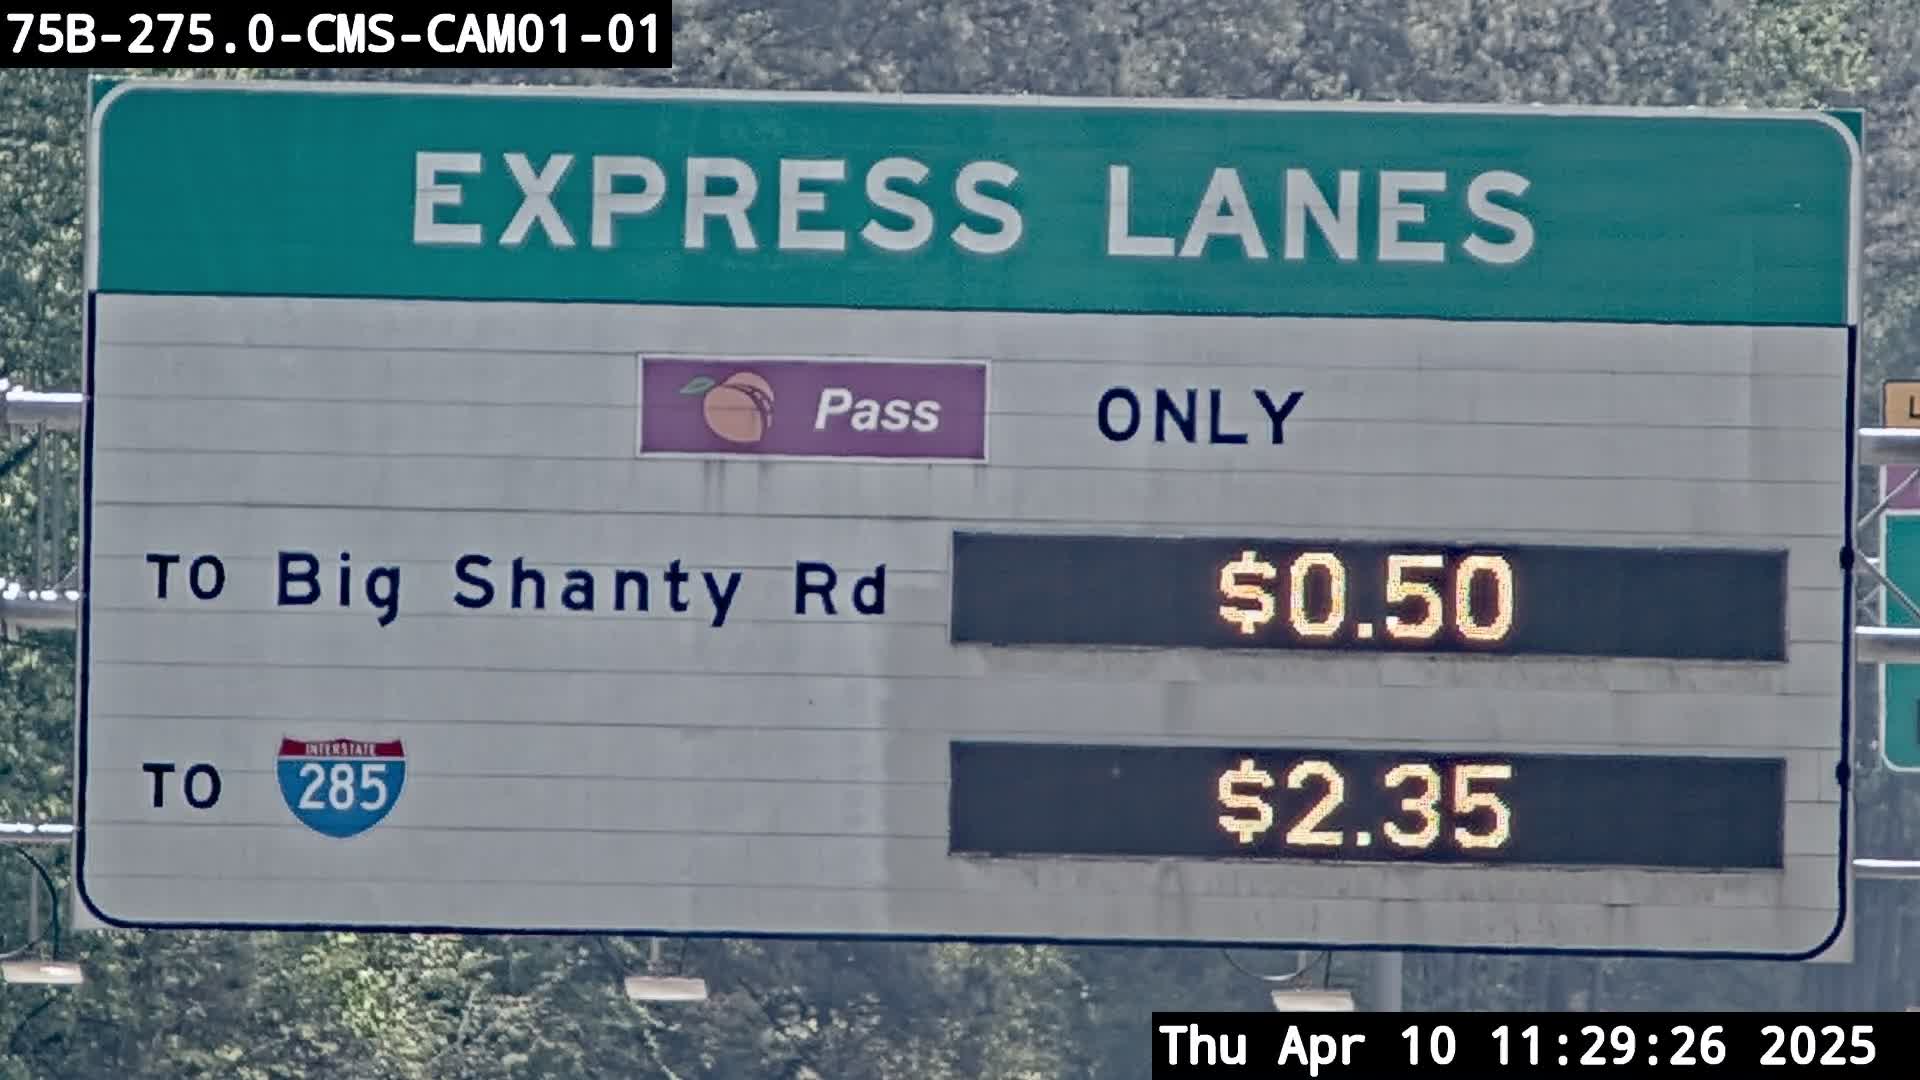 75B-275.0-CMS-CAM01-01
EXPRESS LANES
Pass ONLY
TO Big Shanty Rd $0.50
TO INTERSTATE 285 $2.35
Thu Apr 10 11:29:26 2025